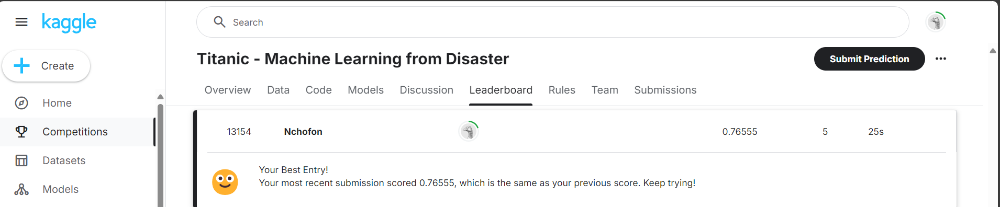 kaggle
Search
Create
Titanic - Machine Learning from Disaster
Submit Prediction
Overview Data Code Models Discussion Leaderboard Rules Team Submissions
Home
Competitions
Datasets
Models
13154 Nchofon 0.76555 5 25s
Your Best Entry!
Your most recent submission scored 0.76555, which is the same as your previous score. Keep trying!